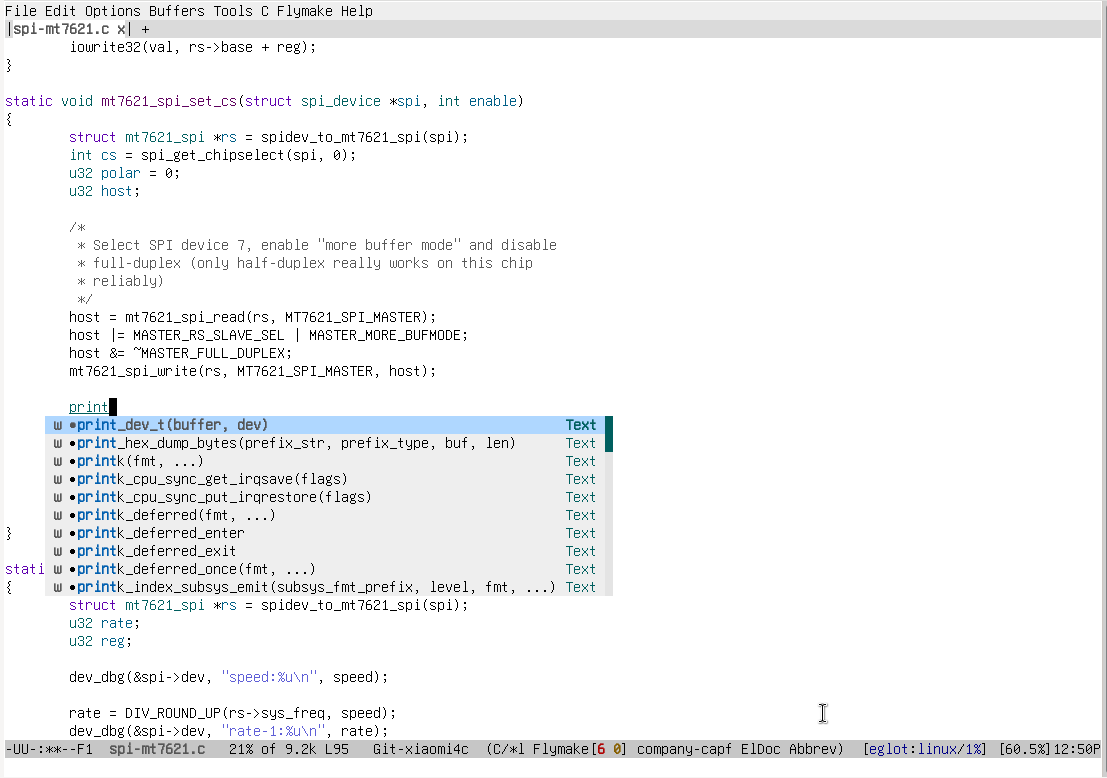 File Edit Options Buffers Tools C Flymake Help
|spi-mt7621.c x| +
iowrite32(val, rs->base + reg);
}
static void mt7621_spi_set_cs(struct spi_device *spi, int enable)
{
struct mt7621_spi *rs = spidev_to_mt7621_spi(spi);
int cs = spi_get_chipselect(spi, 0);
u32 polar = 0;
u32 host;
/*
* Select SPI device 7, enable "more buffer mode" and disable
* full-duplex (only half-duplex really works on this chip
* reliably)
*/
host = mt7621_spi_read(rs, MT7621_SPI_MASTER);
host |= MASTER_RS_SLAVE_SEL | MASTER_MORE_BUFMODE;
host &= ~MASTER_FULL_DUPLEX;
mt7621_spi_write(rs, MT7621_SPI_MASTER, host);
print
w •print_dev_t(buffer, dev) Text
w •print_hex_dump_bytes(prefix_str, prefix_type, buf, len) Text
w •printk(fmt, ...) Text
w •printk_cpu_sync_get_irqsave(flags) Text
w •printk_cpu_sync_put_irqrestore(flags) Text
w •printk_deferred(fmt, ...) Text
} w •printk_deferred_enter Text
w •printk_deferred_exit Text
stati w •printk_deferred_once(fmt, ...) Text
{ w •printk_index_subsys_emit(subsys_fmt_prefix, level, fmt, ...) Text
struct mt7621_spi *rs = spidev_to_mt7621_spi(spi);
u32 rate;
u32 reg;
dev_dbg(&spi->dev, "speed:%u\n", speed);
rate = DIV_ROUND_UP(rs->sys_freq, speed);
dev_dbg(&spi->dev, "rate-1:%u\n", rate);
-UU-:**--F1 spi-mt7621.c 21% of 9.2k L95 Git-xiaomi4c (C/*l Flymake[6 0] company-capf ElDoc Abbrev) [eglot:linux/1%] [60.5%]12:50P